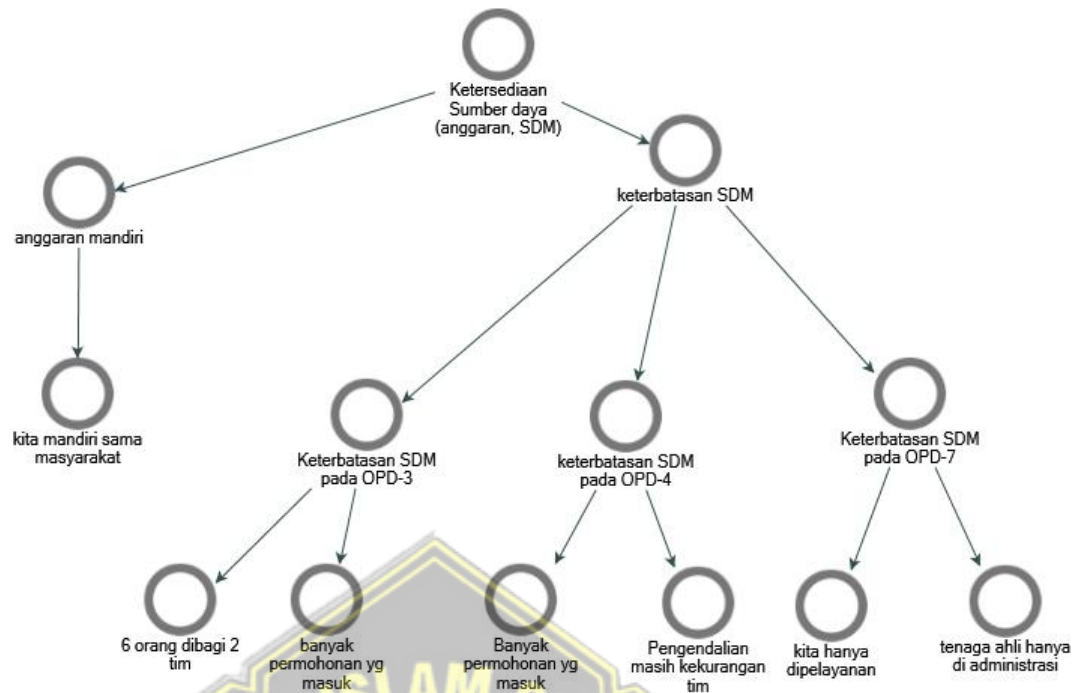 Ketersediaan
Sumber daya
(anggaran, SDM)
keterbatasan SDM
anggaran mandiri
kita mandiri sama
masyarakat
Keterbatasan SDM
pada OPD-3
keterbatasan SDM
pada OPD-4
Keterbatasan SDM
pada OPD-7
6 orang dibagi 2
tim
banyak
permohonan yg
masuk
Banyak
permohonan yg
masuk
Pengendalian
masih kekurangan
tim
kita hanya
dipelayanan
tenaga ahli hanya
di administrasi
ISLAM